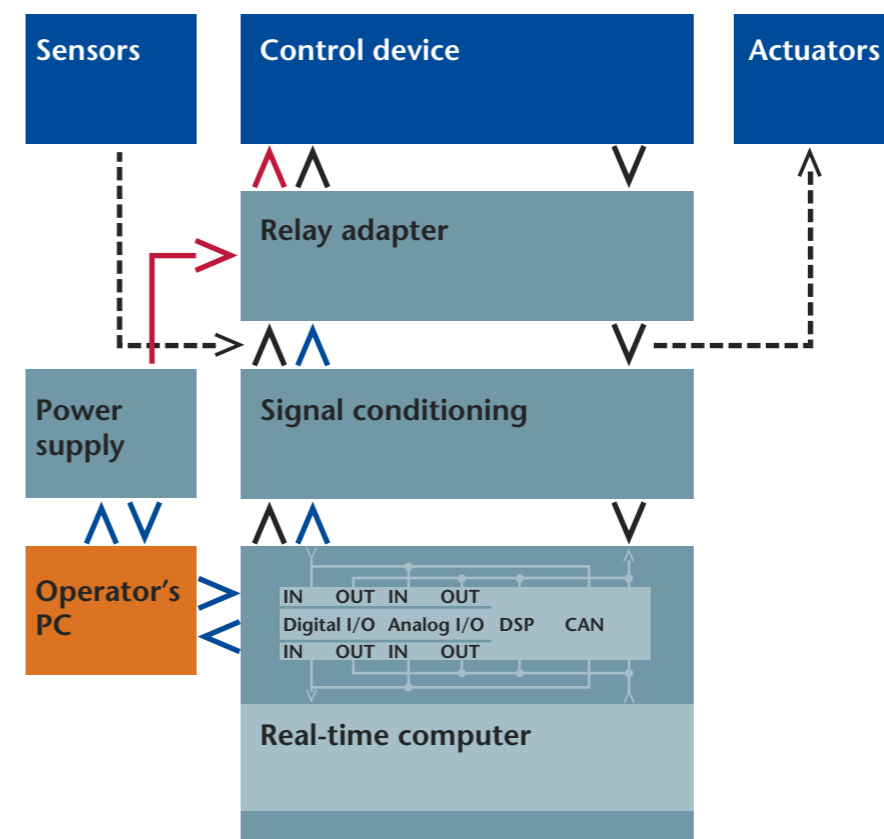 Sensors
Control device
Actuators
Relay adapter
Power
supply
Signal conditioning
Operator’s
PC
IN OUT IN OUT
Digital I/O Analog I/O DSP CAN
IN OUT IN OUT
Real-time computer